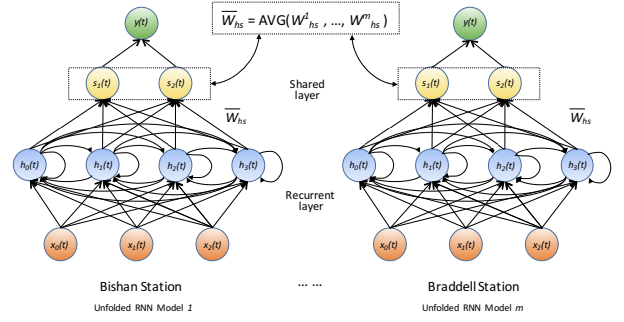 y(t)
W̅hs = AVG(W¹hs , ..., Wᵐhs )
y(t)
s1(t) s2(t)
Shared layer
s1(t) s2(t)
W̅hs
W̅hs
h0(t) h1(t) h2(t) h3(t)
h0(t) h1(t) h2(t) h3(t)
Recurrent layer
x0(t) x1(t) x2(t)
x0(t) x1(t) x2(t)
Bishan Station
... ...
Braddell Station
Unfolded RNN Model 1
Unfolded RNN Model m